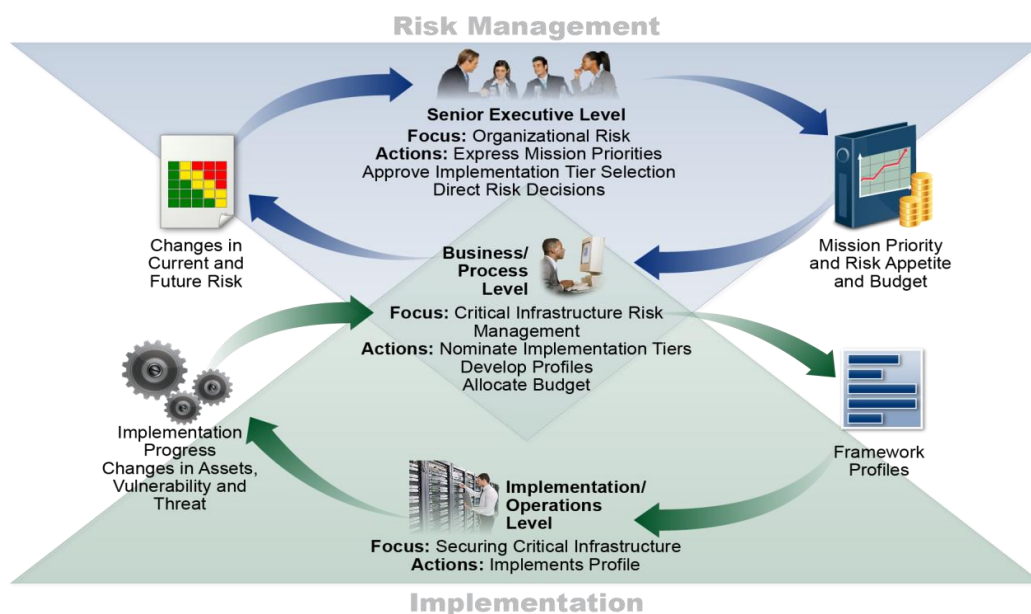 Risk Management
Senior Executive Level
Focus: Organizational Risk
Actions: Express Mission Priorities
Approve Implementation Tier Selection
Direct Risk Decisions
Changes in
Current and
Future Risk
Mission Priority
and Risk Appetite
and Budget
Business/
Process
Level
Focus: Critical Infrastructure Risk
Management
Actions: Nominate Implementation Tiers
Develop Profiles
Allocate Budget
Implementation
Progress
Changes in Assets,
Vulnerability and
Threat
Framework
Profiles
Implementation/
Operations
Level
Focus: Securing Critical Infrastructure
Actions: Implements Profile
Implementation